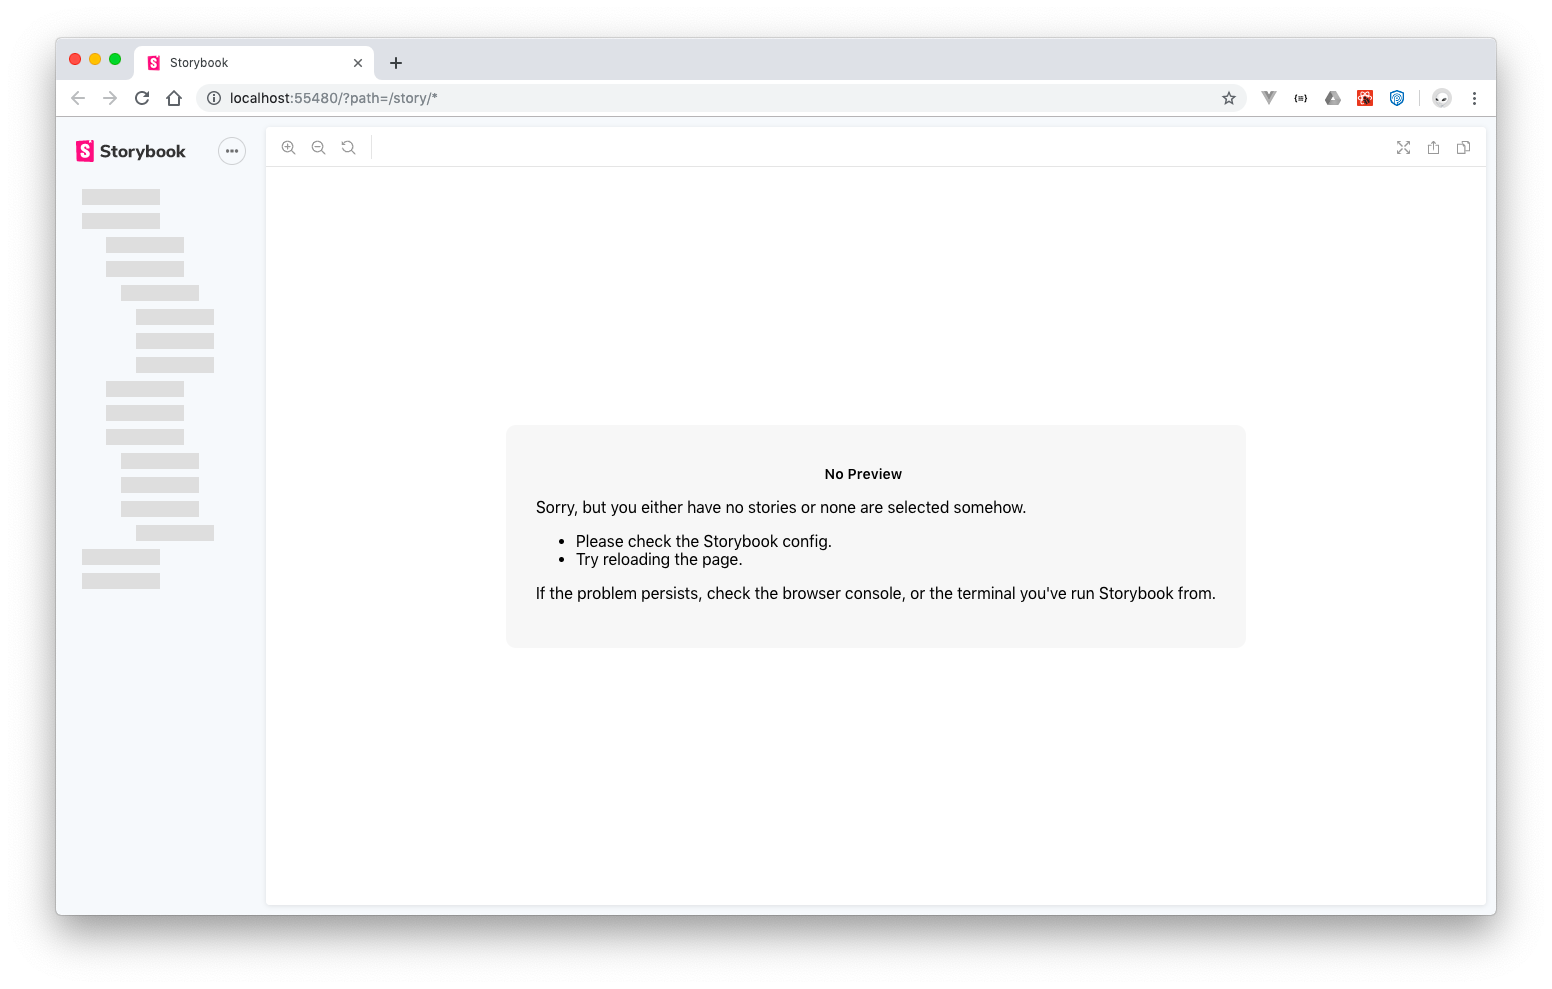 Storybook
localhost:55480/?path=/story/*
Storybook
No Preview
Sorry, but you either have no stories or none are selected somehow.
• Please check the Storybook config.
• Try reloading the page.
If the problem persists, check the browser console, or the terminal you've run Storybook from.